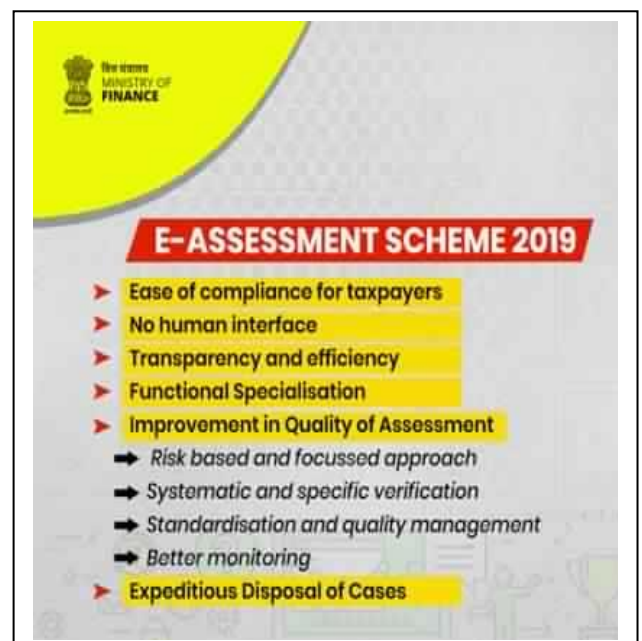 वित्त मंत्रालय
MINISTRY OF
FINANCE
E-ASSESSMENT SCHEME 2019
Ease of compliance for taxpayers
No human interface
Transparency and efficiency
Functional Specialisation
Improvement in Quality of Assessment
Risk based and focussed approach
Systematic and specific verification
Standardisation and quality management
Better monitoring
Expeditious Disposal of Cases